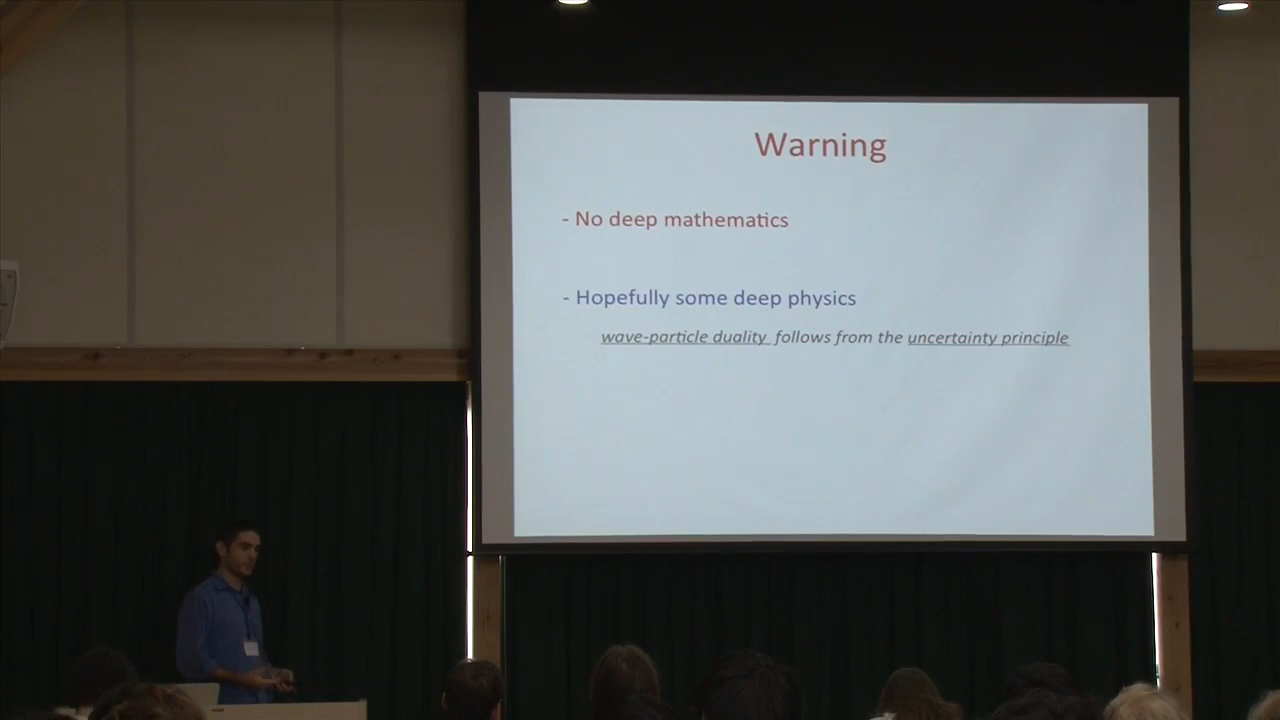 Warning
- No deep mathematics
- Hopefully some deep physics
wave-particle duality follows from the uncertainty principle